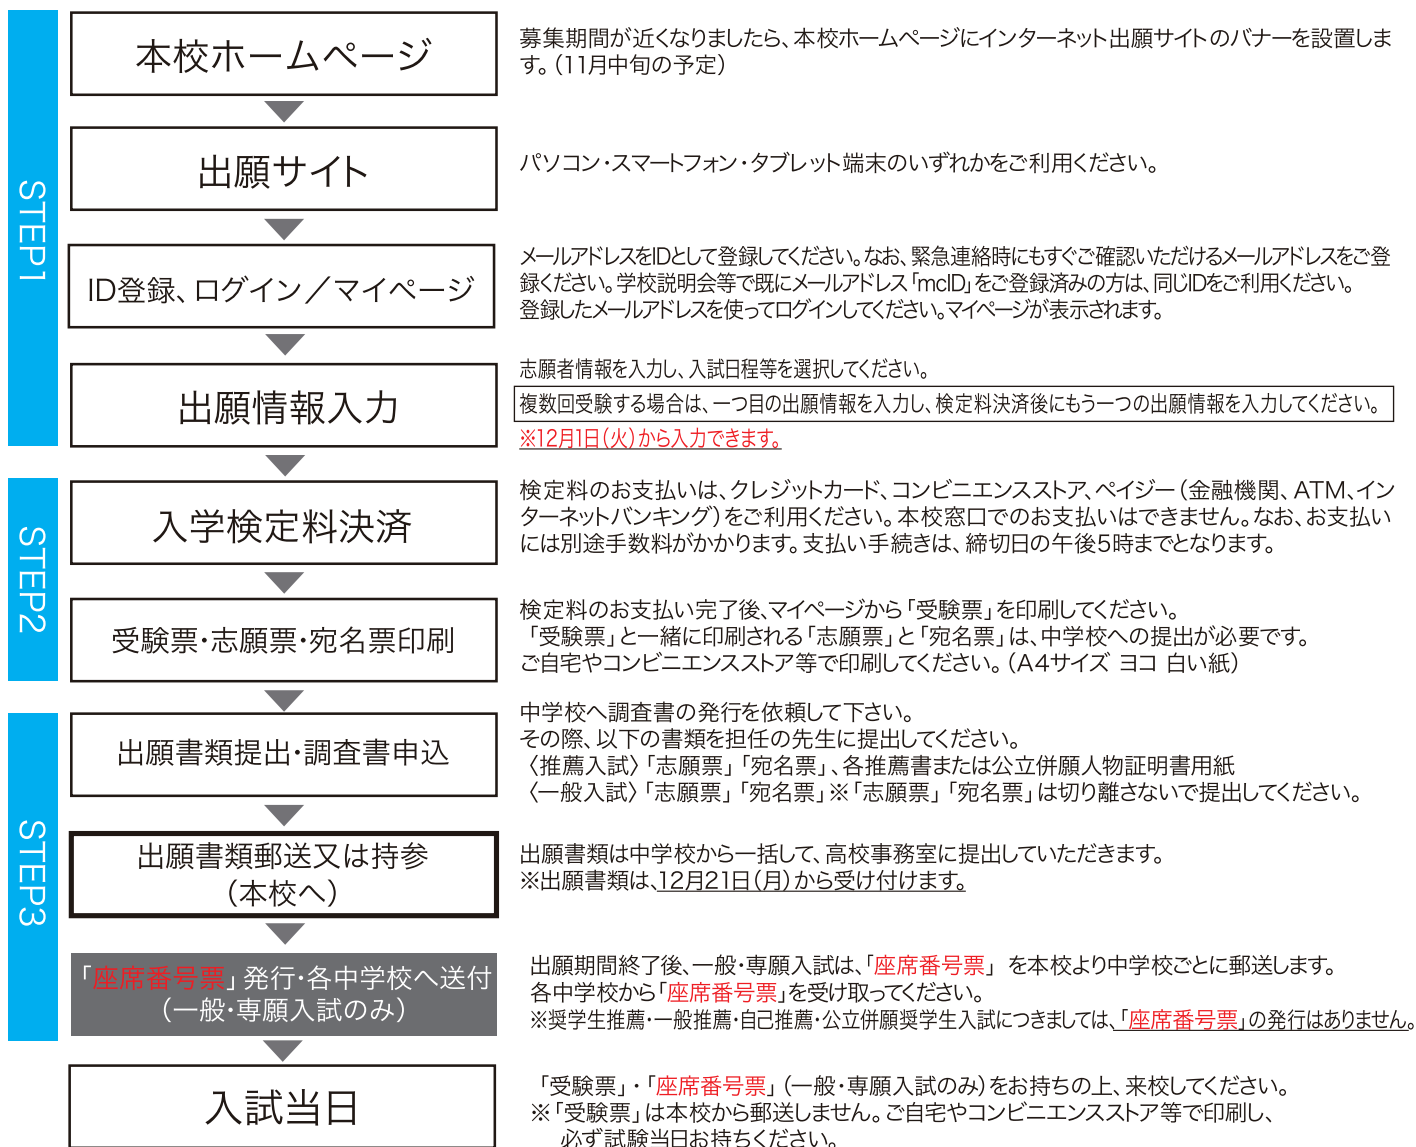 STEP1
本校ホームページ
募集期間が近くなりましたら、本校ホームページにインターネット出願サイトのバナーを設置しま
す。(11月中旬の予定)
出願サイト
パソコン・スマートフォン・タブレット端末のいずれかをご利用ください。
ID登録、ログイン／マイページ
メールアドレスをIDとして登録してください。なお、緊急連絡時にもすぐご確認いただけるメールアドレスをご登
録ください。学校説明会等で既にメールアドレス「mcID」をご登録済みの方は、同じIDをご利用ください。
登録したメールアドレスを使ってログインしてください。マイページが表示されます。
出願情報入力
志願者情報を入力し、入試日程等を選択してください。
複数回受験する場合は、一つ目の出願情報を入力し、検定料決済後にもう一つの出願情報を入力してください。
※12月1日(火)から入力できます。
STEP2
入学検定料決済
検定料のお支払いは、クレジットカード、コンビニエンスストア、ペイジー(金融機関、ATM、イン
ターネットバンキング)をご利用ください。本校窓口でのお支払いはできません。なお、お支払い
には別途手数料がかかります。支払い手続きは、締切日の午後5時までとなります。
受験票・志願票・宛名票印刷
検定料のお支払い完了後、マイページから「受験票」を印刷してください。
「受験票」と一緒に印刷される「志願票」と「宛名票」は、中学校への提出が必要です。
ご自宅やコンビニエンスストア等で印刷してください。(A4サイズ ヨコ 白い紙)
STEP3
出願書類提出・調査書申込
中学校へ調査書の発行を依頼して下さい。
その際、以下の書類を担任の先生に提出してください。
〈推薦入試〉「志願票」「宛名票」、各推薦書または公立併願人物証明書用紙
〈一般入試〉「志願票」「宛名票」※「志願票」「宛名票」は切り離さないで提出してください。
出願書類郵送又は持参
(本校へ)
出願書類は中学校から一括して、高校事務室に提出していただきます。
※出願書類は、12月21日(月)から受け付けます。
「座席番号票」発行・各中学校へ送付
(一般・専願入試のみ)
出願期間終了後、一般・専願入試は、「座席番号票」 を本校より中学校ごとに郵送します。
各中学校から「座席番号票」を受け取ってください。
※奨学生推薦・一般推薦・自己推薦・公立併願奨学生入試につきましては、「座席番号票」の発行はありません。
入試当日
「受験票」・「座席番号票」(一般・専願入試のみ)をお持ちの上、来校してください。
※「受験票」は本校から郵送しません。ご自宅やコンビニエンスストア等で印刷し、
必ず試験当日お持ちください。